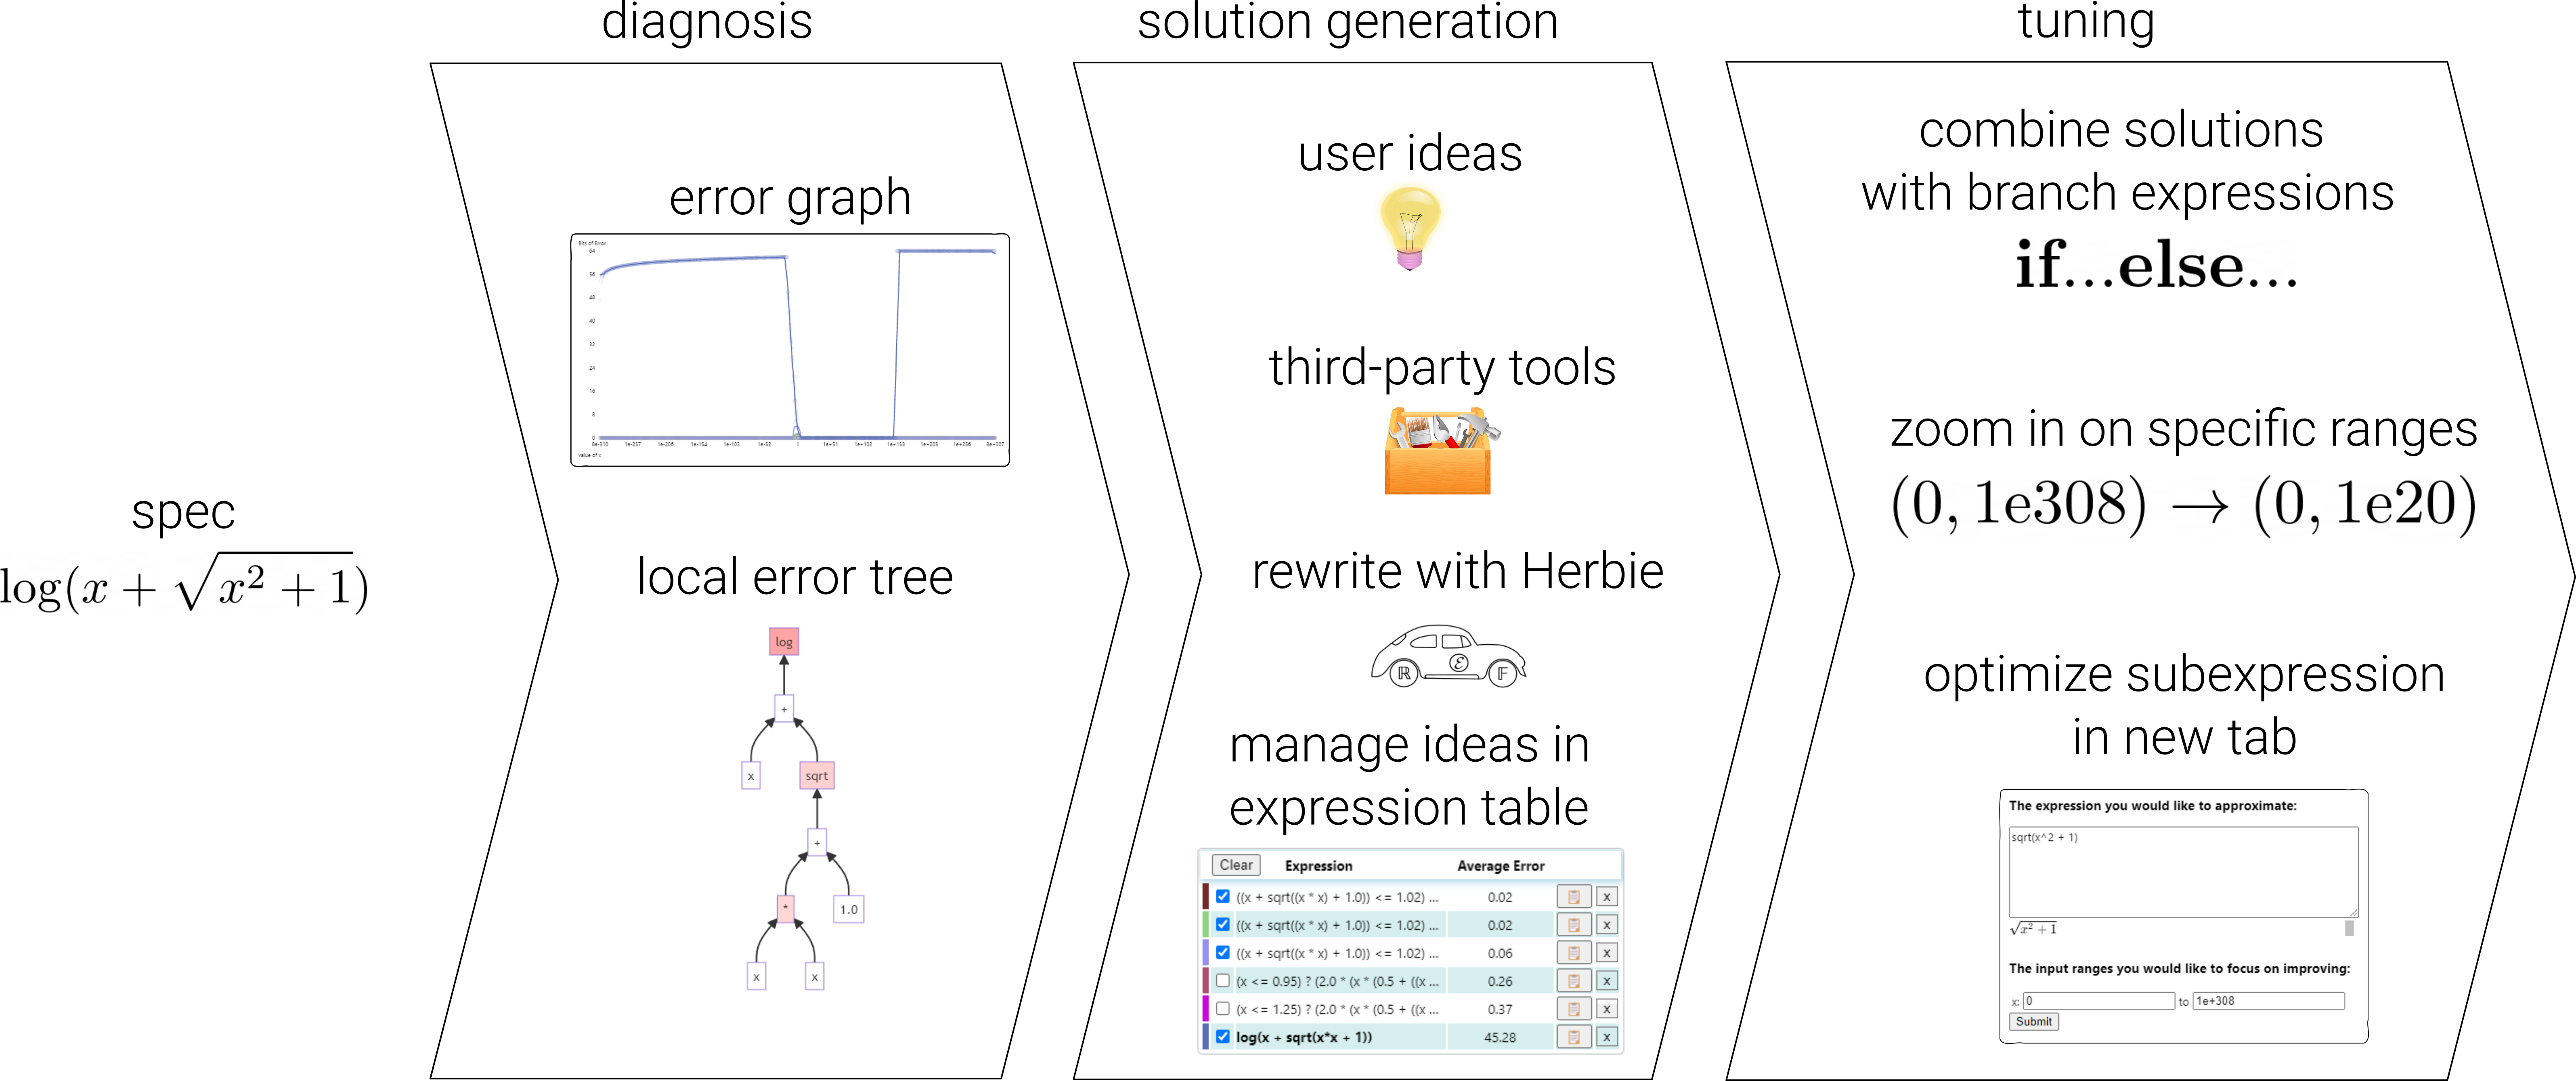 diagnosis
solution generation
tuning
spec
log(x + √x² + 1)
error graph
Bits of Error
64
56
48
40
32
24
16
8
0
8e-310 1e-257 1e-206 1e-154 1e-103 1e-52 1 1e+51 1e+102 1e+153 1e+205 1e+256 8e+307
value of x
local error tree
log
+
x sqrt
+
* 1.0
x x
user ideas
third-party tools
rewrite with Herbie
ℝ ℰ 𝔽
manage ideas in
expression table
Clear Expression Average Error
((x + sqrt((x * x) + 1.0)) <= 1.02) ... 0.02 x
((x + sqrt((x * x) + 1.0)) <= 1.02) ... 0.02 x
((x + sqrt((x * x) + 1.0)) <= 1.02) ... 0.06 x
(x <= 0.95) ? (2.0 * (x * (0.5 + ((x ... 0.26 x
(x <= 1.25) ? (2.0 * (x * (0.5 + ((x ... 0.37 x
log(x + sqrt(x*x + 1)) 45.28 x
combine solutions
with branch expressions
if...else...
zoom in on specific ranges
(0, 1e308) → (0, 1e20)
optimize subexpression
in new tab
The expression you would like to approximate:
sqrt(x^2 + 1)
√x² + 1
The input ranges you would like to focus on improving:
x: 0 to 1e+308
Submit